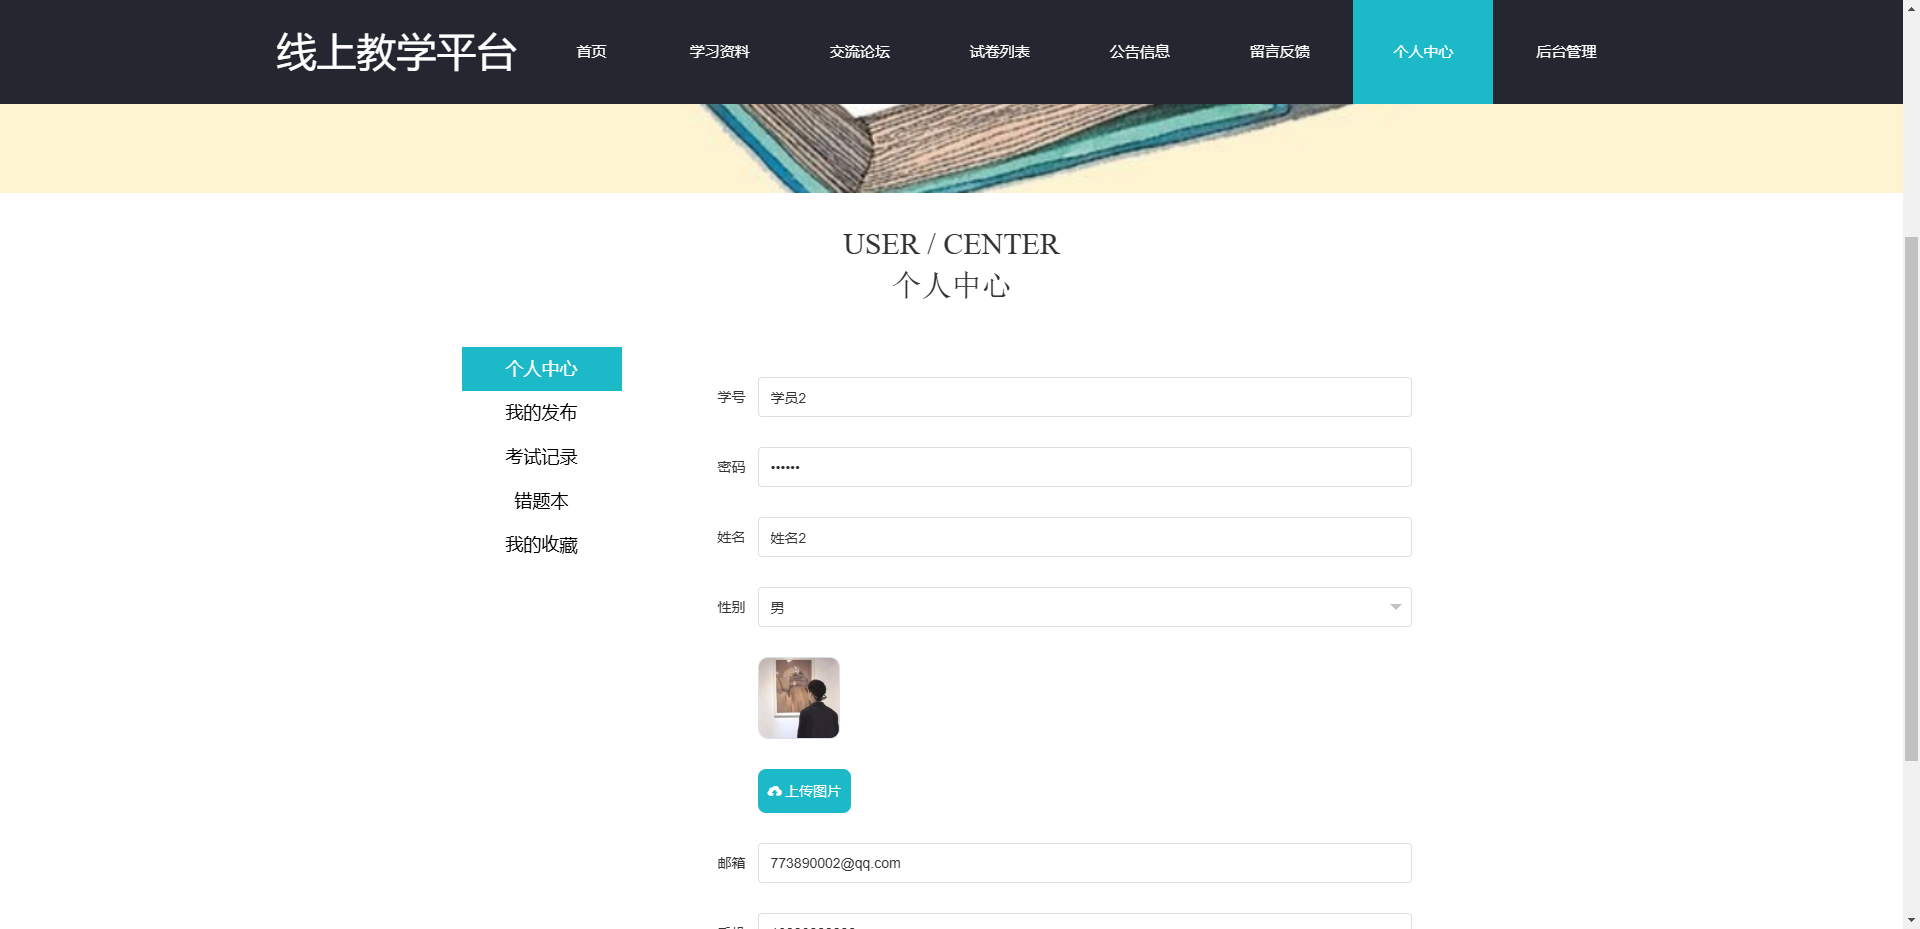 线上教学平台 首页 学习资料 交流论坛 试卷列表 公告信息 留言反馈 个人中心 后台管理
USER / CENTER
个人中心
个人中心
我的发布
考试记录
错题本
我的收藏
学号 学员2
密码 ••••••
姓名 姓名2
性别 男
上传图片
邮箱 773890002@qq.com